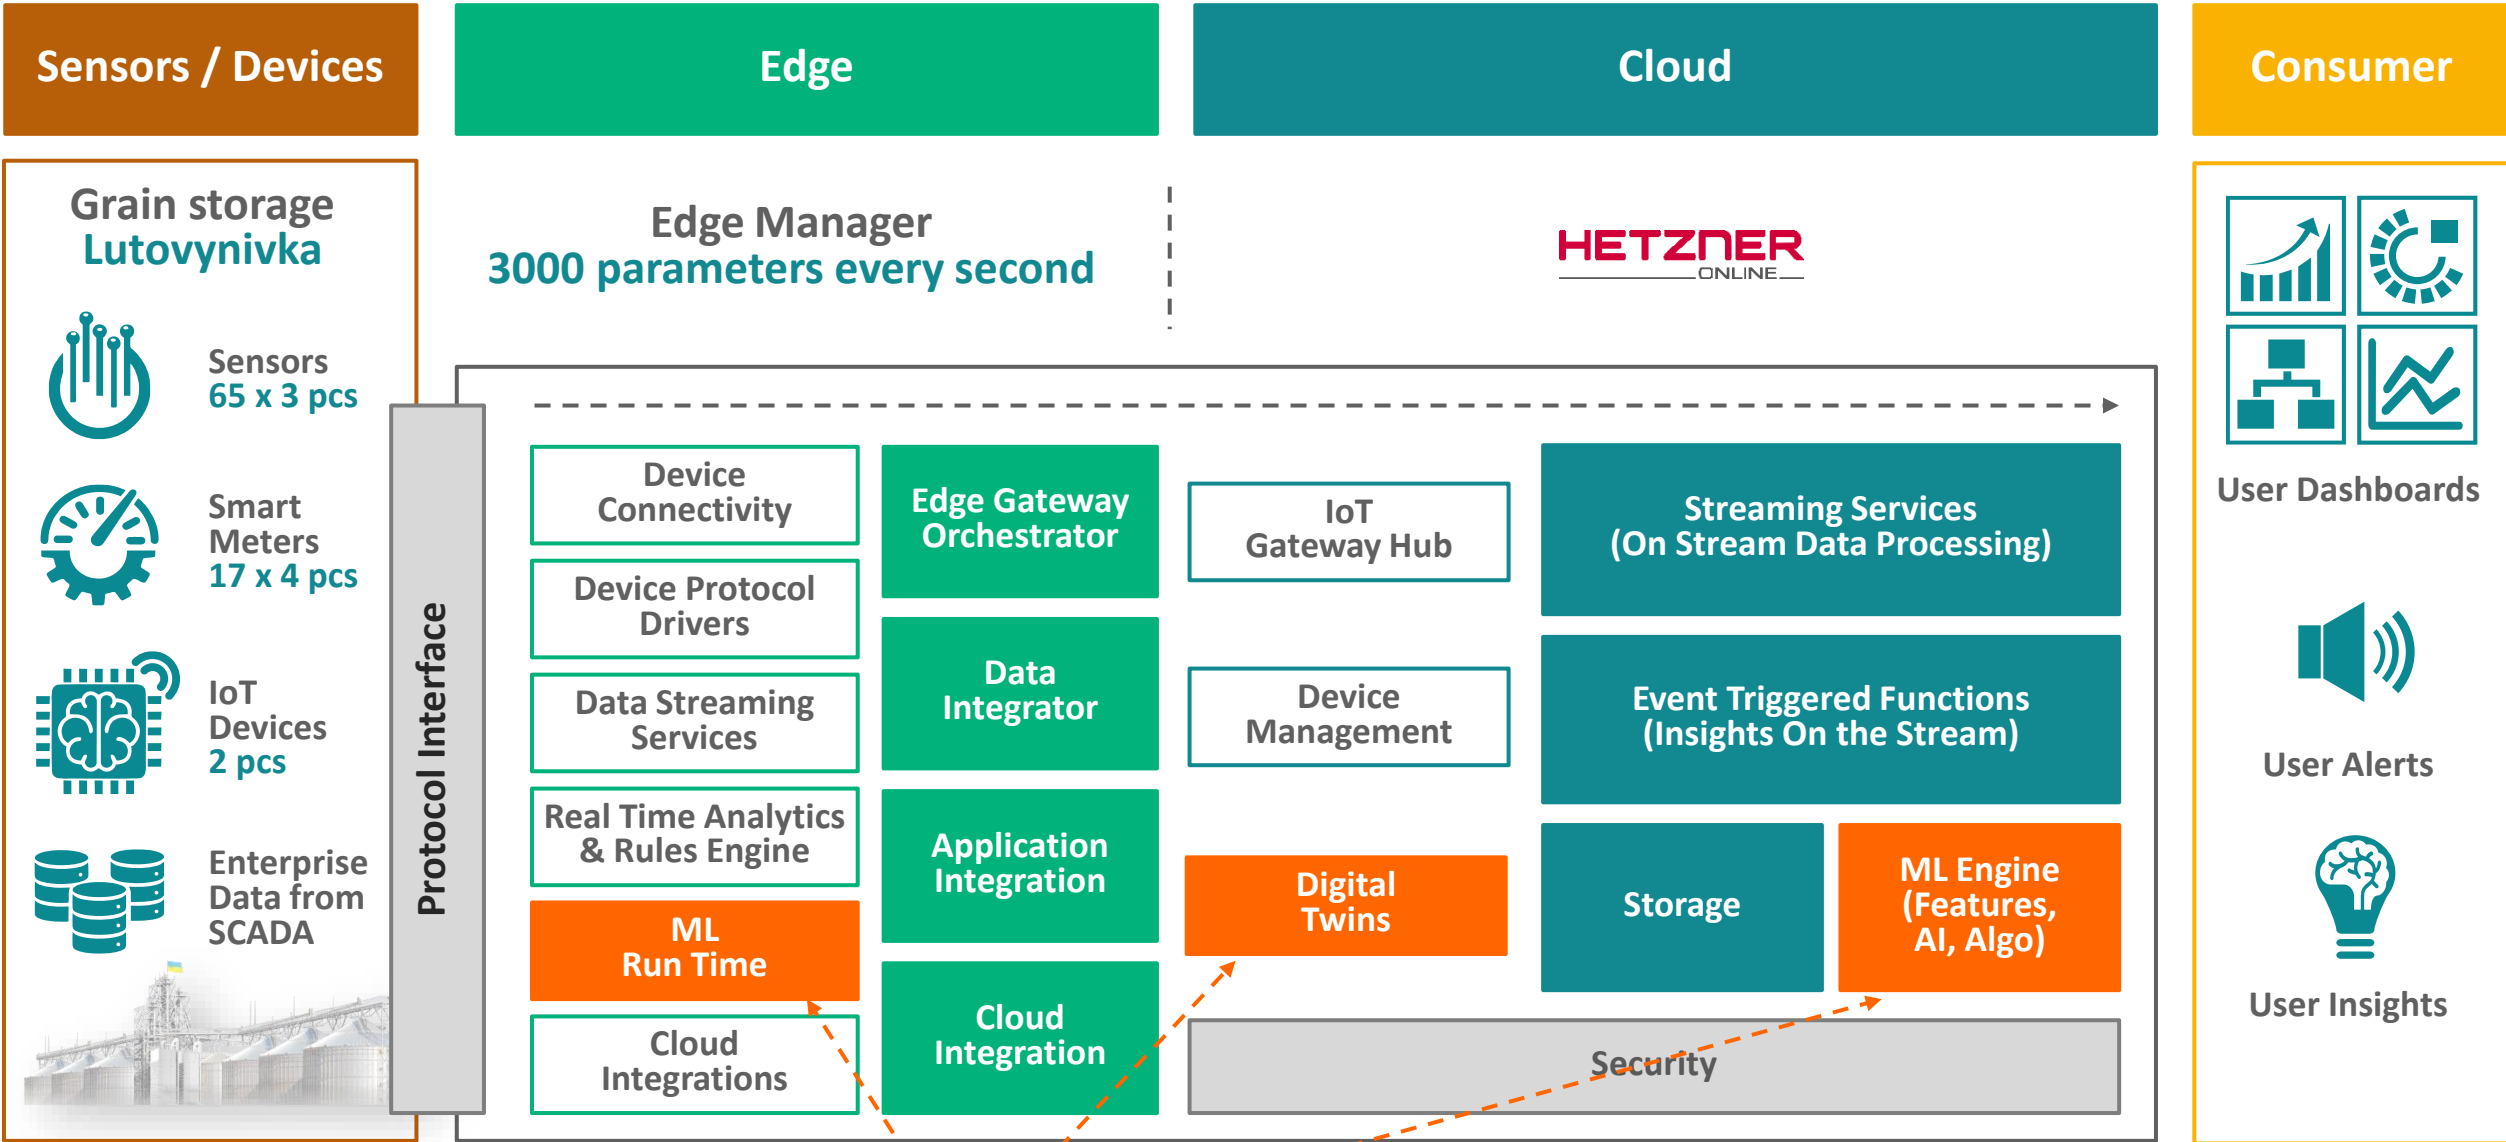 Sensors / Devices
Edge
Cloud
Consumer
Grain storage
Lutovynivka
Sensors
65 x 3 pcs
Smart
Meters
17 x 4 pcs
IoT
Devices
2 pcs
Enterprise
Data from
SCADA
Protocol Interface
Edge Manager
3000 parameters every second
HETZNER
ONLINE
Device
Connectivity
Device Protocol
Drivers
Data Streaming
Services
Real Time Analytics
& Rules Engine
ML
Run Time
Cloud
Integrations
Edge Gateway
Orchestrator
Data
Integrator
Application
Integration
Cloud
Integration
IoT
Gateway Hub
Device
Management
Digital
Twins
Streaming Services
(On Stream Data Processing)
Event Triggered Functions
(Insights On the Stream)
Storage
ML Engine
(Features,
AI, Algo)
Security
User Dashboards
User Alerts
User Insights